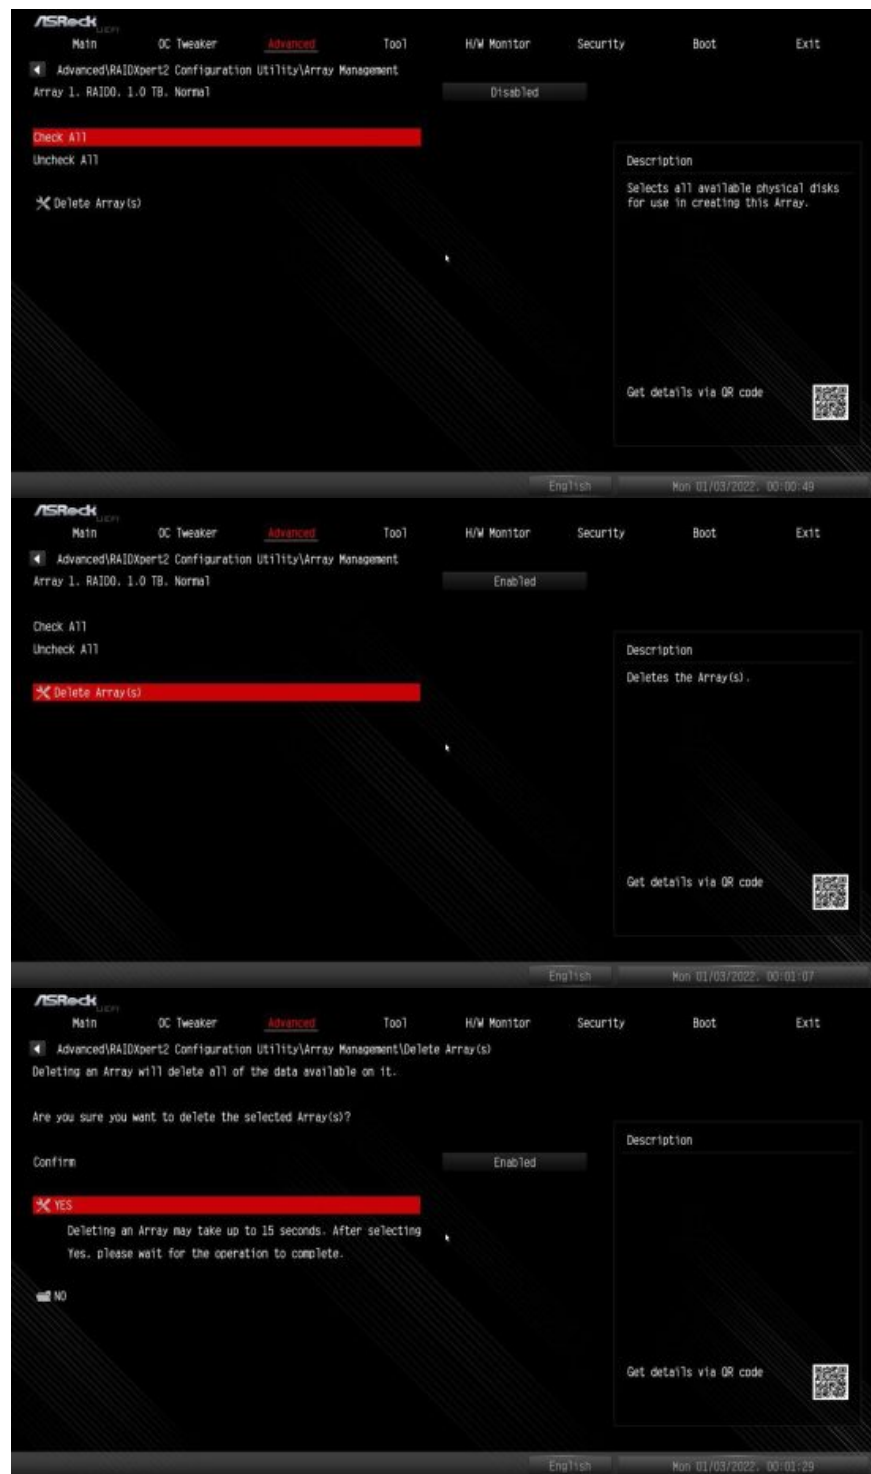 ASRock
UEFI
Main OC Tweaker Advanced Tool H/W Monitor Security Boot Exit
Advanced\RAIDXpert2 Configuration Utility\Array Management
Array 1, RAID0, 1.0 TB, Normal Disabled
Check All
Uncheck All
Description
Delete Array(s)
Selects all available physical disks
for use in creating this Array.
Get details via QR code
English Mon 01/03/2022, 00:00:49
ASRock
UEFI
Main OC Tweaker Advanced Tool H/W Monitor Security Boot Exit
Advanced\RAIDXpert2 Configuration Utility\Array Management
Array 1, RAID0, 1.0 TB, Normal Enabled
Check All
Uncheck All
Description
Deletes the Array(s).
Delete Array(s)
Get details via QR code
English Mon 01/03/2022, 00:01:07
ASRock
UEFI
Main OC Tweaker Advanced Tool H/W Monitor Security Boot Exit
Advanced\RAIDXpert2 Configuration Utility\Array Management\Delete Array(s)
Deleting an Array will delete all of the data available on it.
Are you sure you want to delete the selected Array(s)?
Description
Confirm Enabled
YES
Deleting an Array may take up to 15 seconds. After selecting
Yes, please wait for the operation to complete.
NO
Get details via QR code
English Mon 01/03/2022, 00:01:29